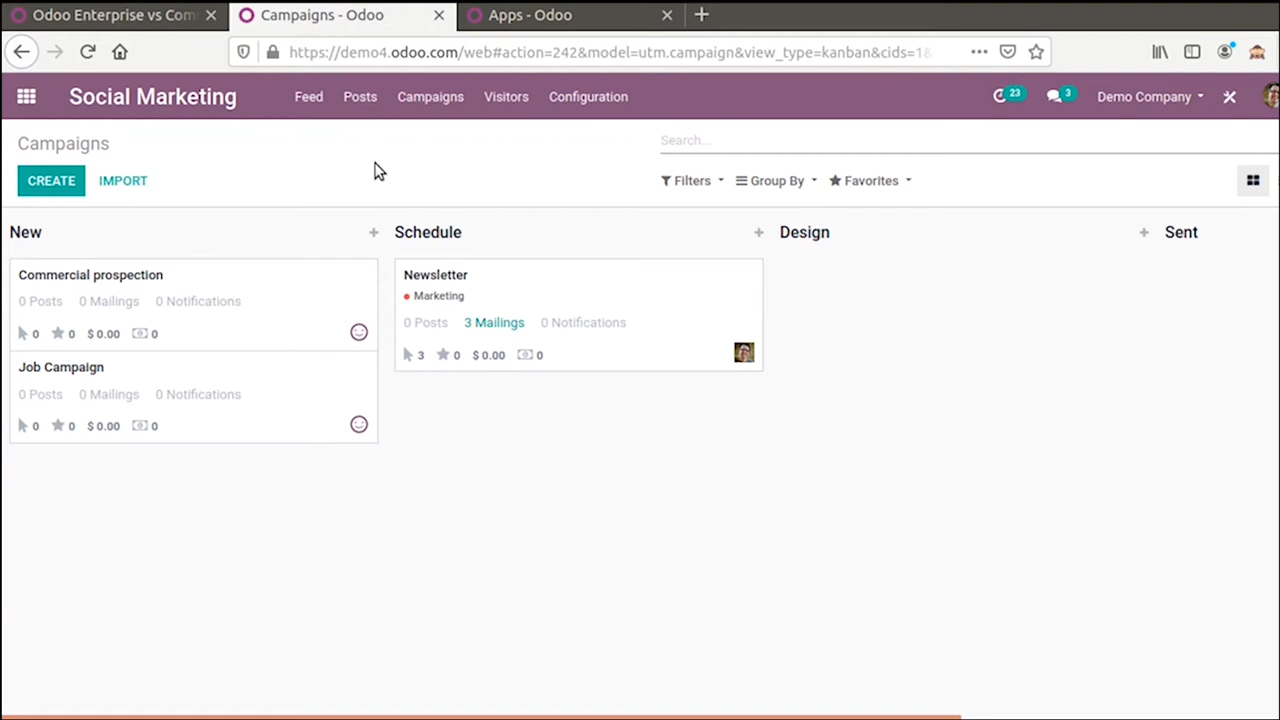 Odoo Enterprise vs Com
Campaigns - Odoo
Apps - Odoo
https://demo4.odoo.com/web#action=242&model=utm.campaign&view_type=kanban&cids=1&
Social Marketing
Feed
Posts
Campaigns
Visitors
Configuration
23
3
Demo Company
Campaigns
Search...
CREATE
IMPORT
Filters
Group By
Favorites
New
Schedule
Design
Sent
Commercial prospection
0 Posts 0 Mailings 0 Notifications
0 0 $ 0.00 0
Job Campaign
0 Posts 0 Mailings 0 Notifications
0 0 $ 0.00 0
Newsletter
Marketing
0 Posts 3 Mailings 0 Notifications
3 0 $ 0.00 0